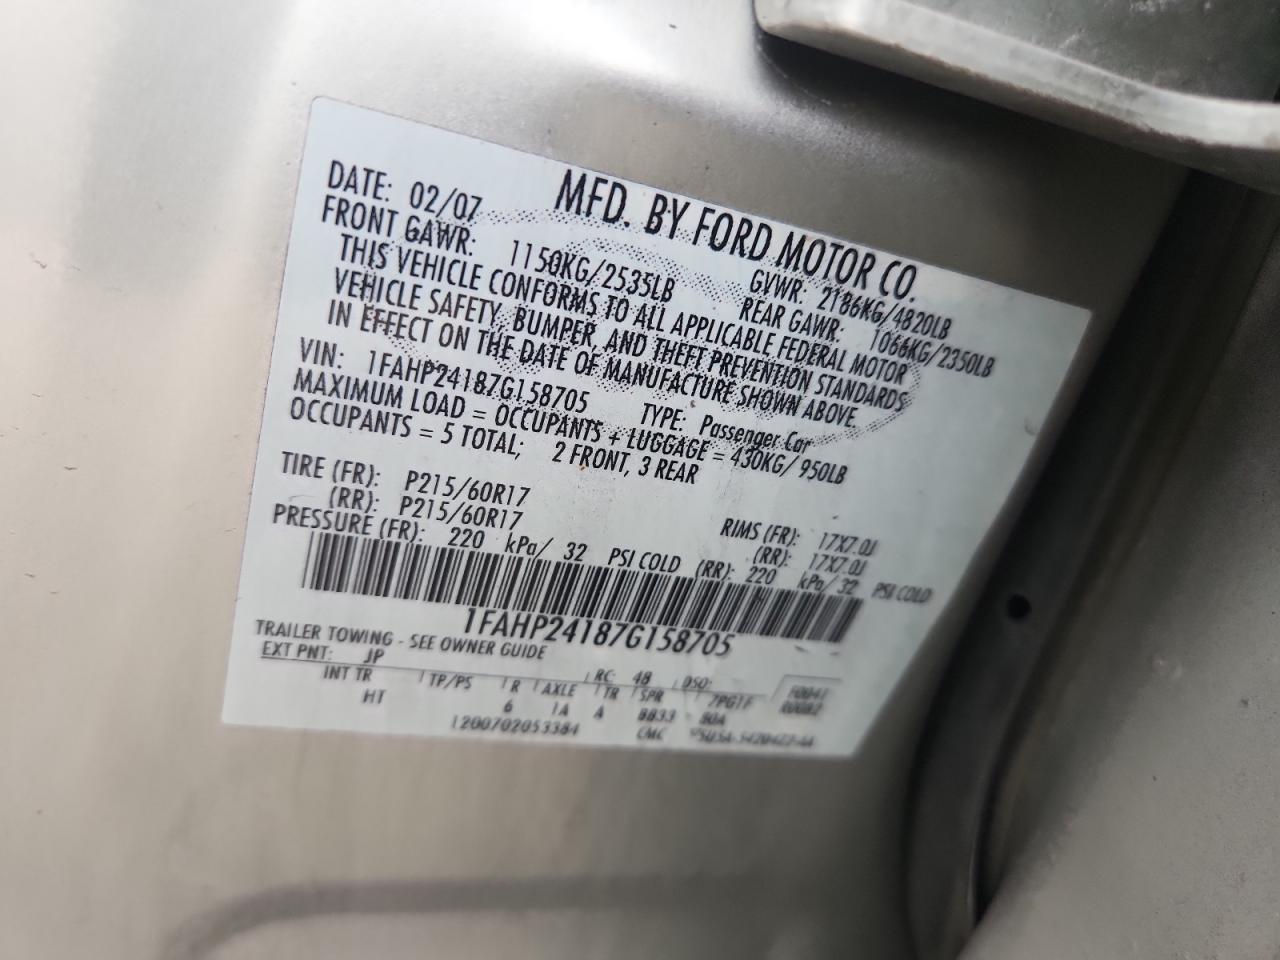 MFD. BY FORD MOTOR CO.
DATE: 02/07 GVWR: 2186KG/4820LB
FRONT GAWR: 1150KG/2535LB REAR GAWR: 1066KG/2350LB
THIS VEHICLE CONFORMS TO ALL APPLICABLE FEDERAL MOTOR
VEHICLE SAFETY, BUMPER, AND THEFT PREVENTION STANDARDS
IN EFFECT ON THE DATE OF MANUFACTURE SHOWN ABOVE.
VIN: 1FAHP24187G158705 TYPE: Passenger Car
MAXIMUM LOAD = OCCUPANTS + LUGGAGE = 430KG/ 950LB
OCCUPANTS = 5 TOTAL; 2 FRONT, 3 REAR
TIRE (FR): P215/60R17 RIMS (FR): 17X7.0J
(RR): P215/60R17 (RR): 17X7.0J
PRESSURE (FR): 220 kPa/ 32 PSI COLD (RR): 220 kPa/ 32 PSI COLD
1FAHP24187G158705
TRAILER TOWING - SEE OWNER GUIDE
EXT PNT: JP RC: 48 DSO:
INT TR TP/PS R AXLE TR SPR
HT 6 1A A BB33
L200702053384 CMC